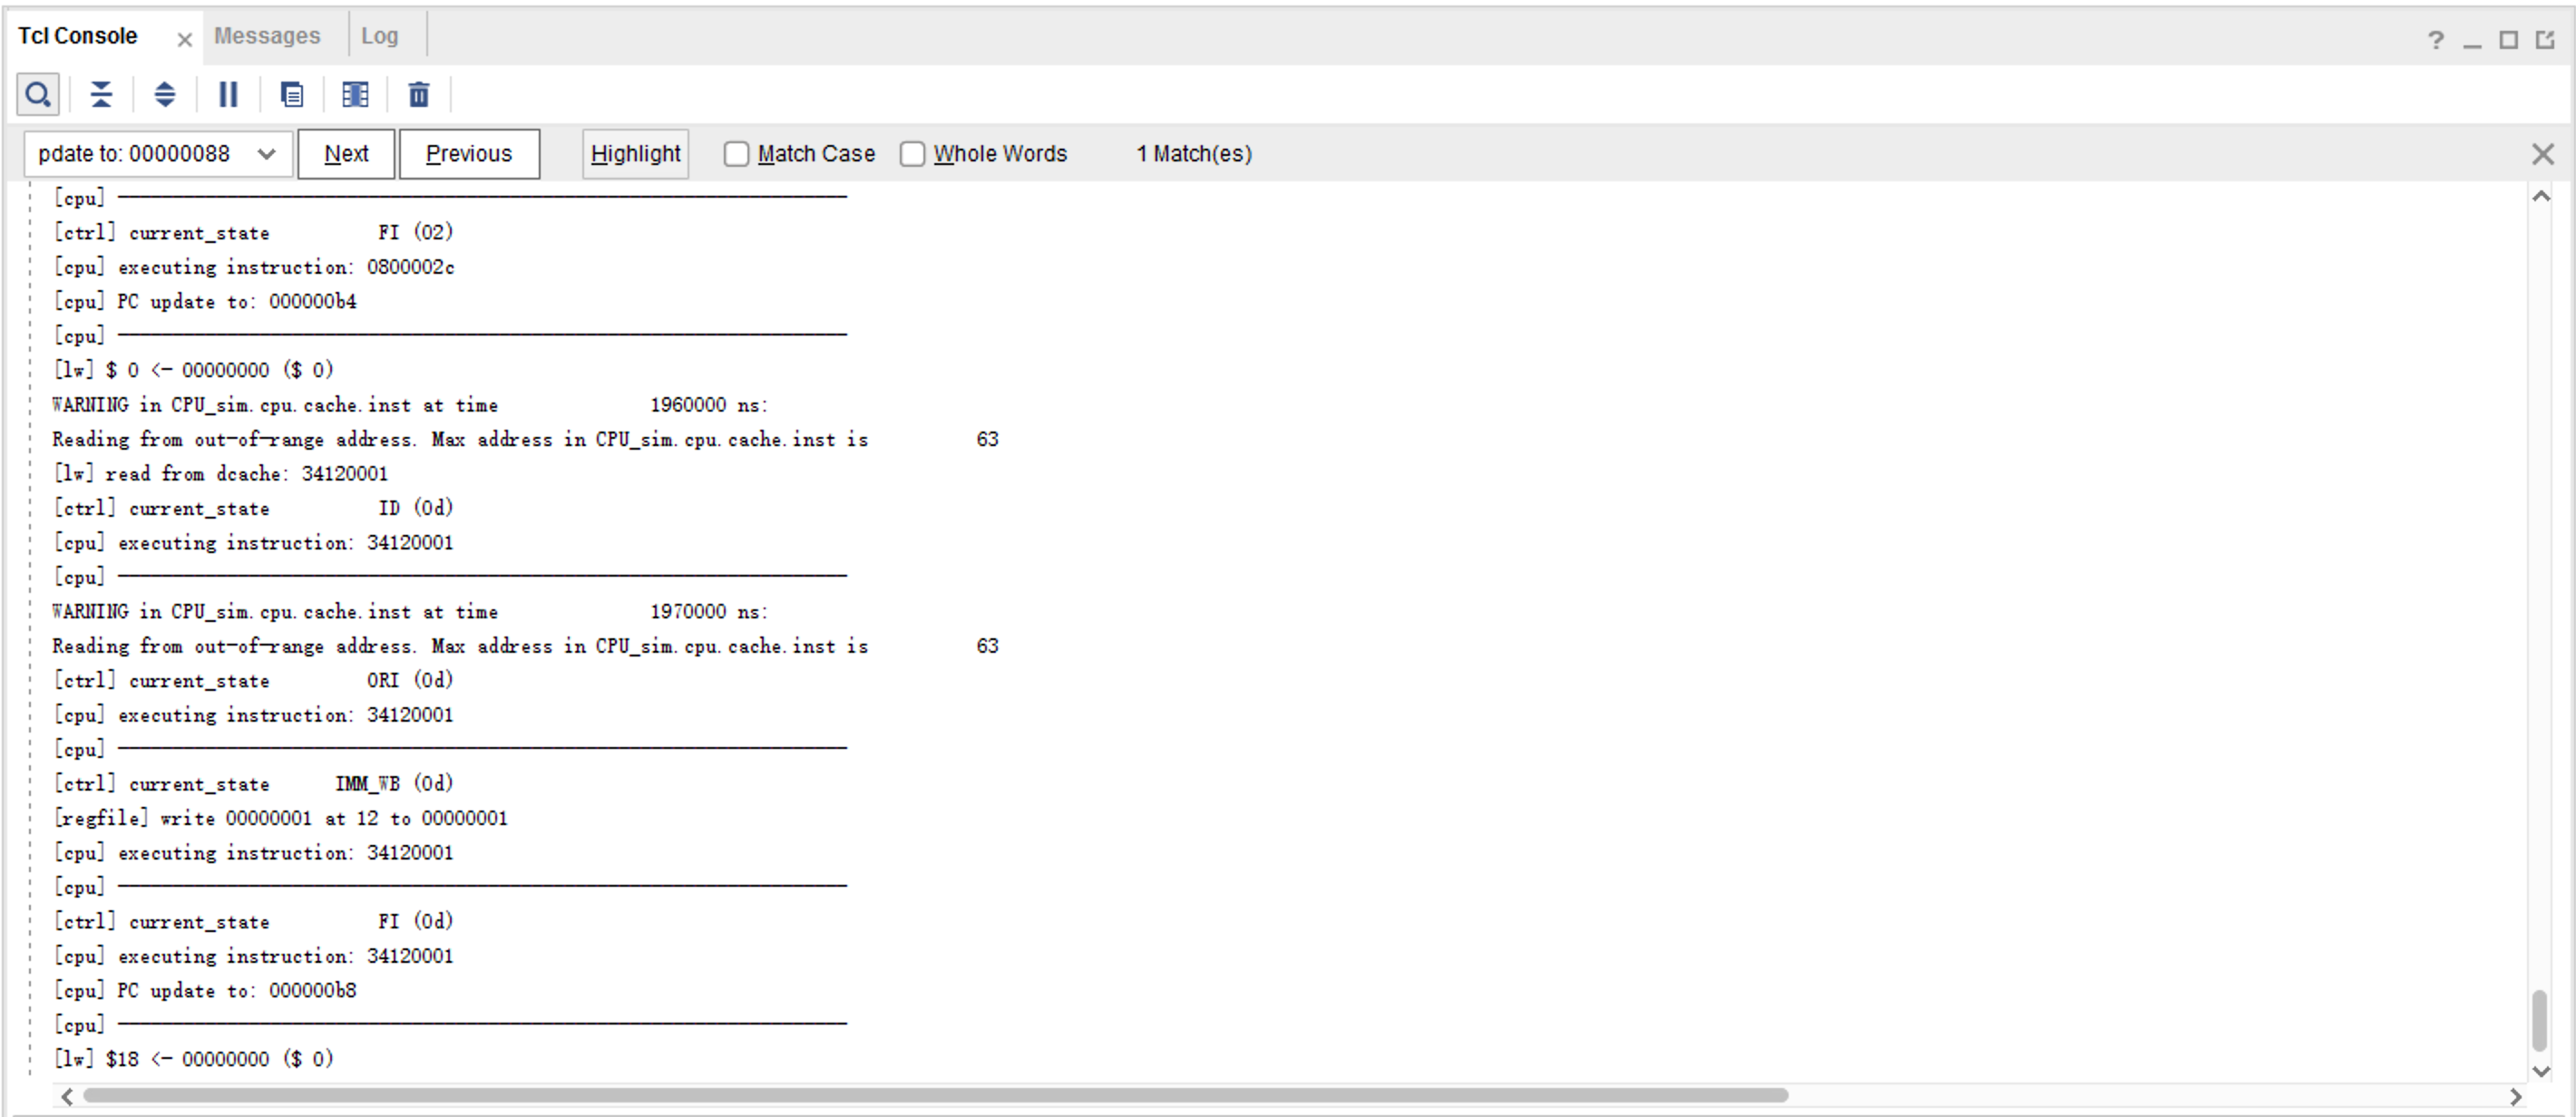 Tcl Console × Messages Log ?
pdate to: 00000088 Next Previous Highlight Match Case Whole Words 1 Match(es)
[cpu] ————————————————————
[ctrl] current_state FI (02)
[cpu] executing instruction: 0800002c
[cpu] PC update to: 000000b4
[cpu] ————————————————————
[lw] $ 0 <- 00000000 ($ 0)
WARNING in CPU_sim.cpu.cache.inst at time 1960000 ns:
Reading from out-of-range address. Max address in CPU_sim.cpu.cache.inst is 63
[lw] read from dcache: 34120001
[ctrl] current_state ID (0d)
[cpu] executing instruction: 34120001
[cpu] ————————————————————
WARNING in CPU_sim.cpu.cache.inst at time 1970000 ns:
Reading from out-of-range address. Max address in CPU_sim.cpu.cache.inst is 63
[ctrl] current_state ORI (0d)
[cpu] executing instruction: 34120001
[cpu] ————————————————————
[ctrl] current_state IMM_WB (0d)
[regfile] write 00000001 at 12 to 00000001
[cpu] executing instruction: 34120001
[cpu] ————————————————————
[ctrl] current_state FI (0d)
[cpu] executing instruction: 34120001
[cpu] PC update to: 000000b8
[cpu] ————————————————————
[lw] $18 <- 00000000 ($ 0)